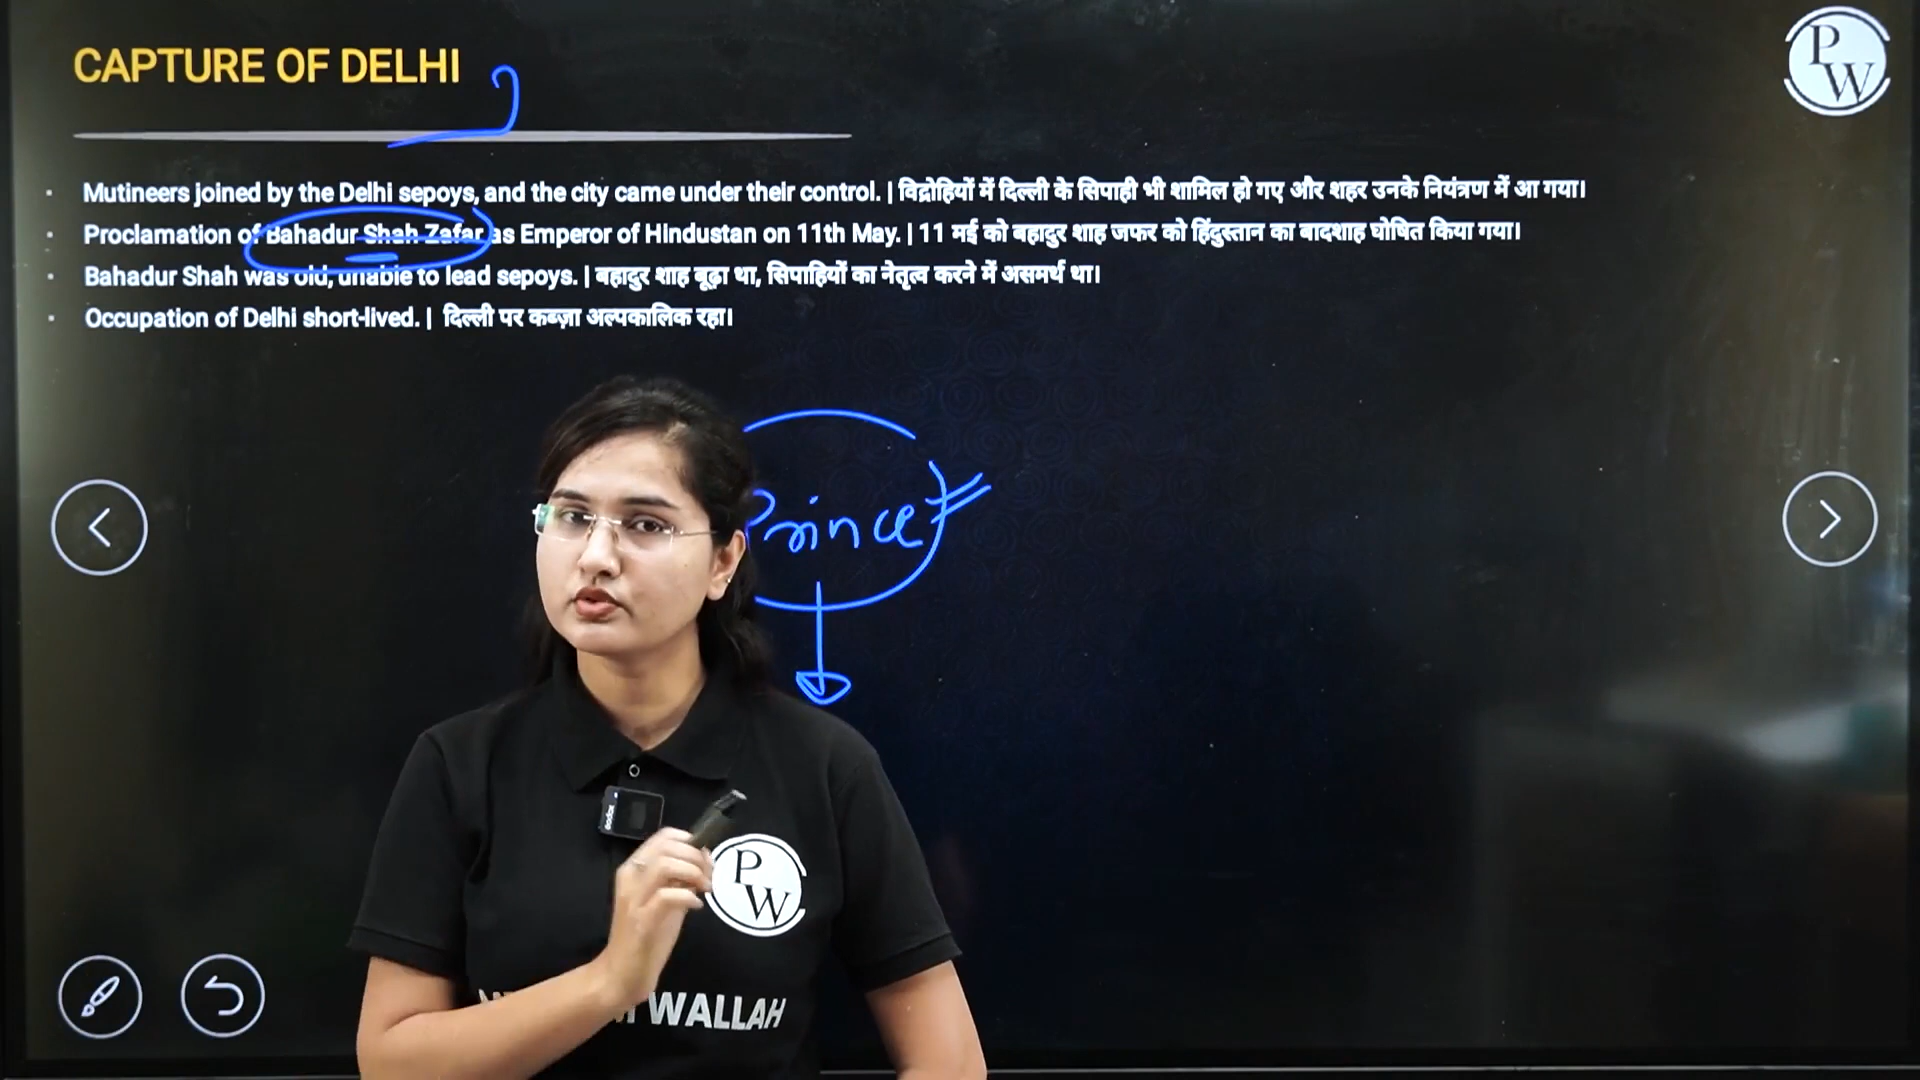 CAPTURE OF DELHI
P
W
• Mutineers joined by the Delhi sepoys, and the city came under their control. | विद्रोहियों में दिल्ली के सिपाही भी शामिल हो गए और शहर उनके नियंत्रण में आ गया।
• Proclamation of Bahadur Shah Zafar as Emperor of Hindustan on 11th May. | 11 मई को बहादुर शाह जफर को हिंदुस्तान का बादशाह घोषित किया गया।
• Bahadur Shah was old, unable to lead sepoys. | बहादुर शाह बूढ़ा था, सिपाहियों का नेतृत्व करने में असमर्थ था।
• Occupation of Delhi short-lived. | दिल्ली पर कब्ज़ा अल्पकालिक रहा।
Prince
Godox
P
W
WALLAH